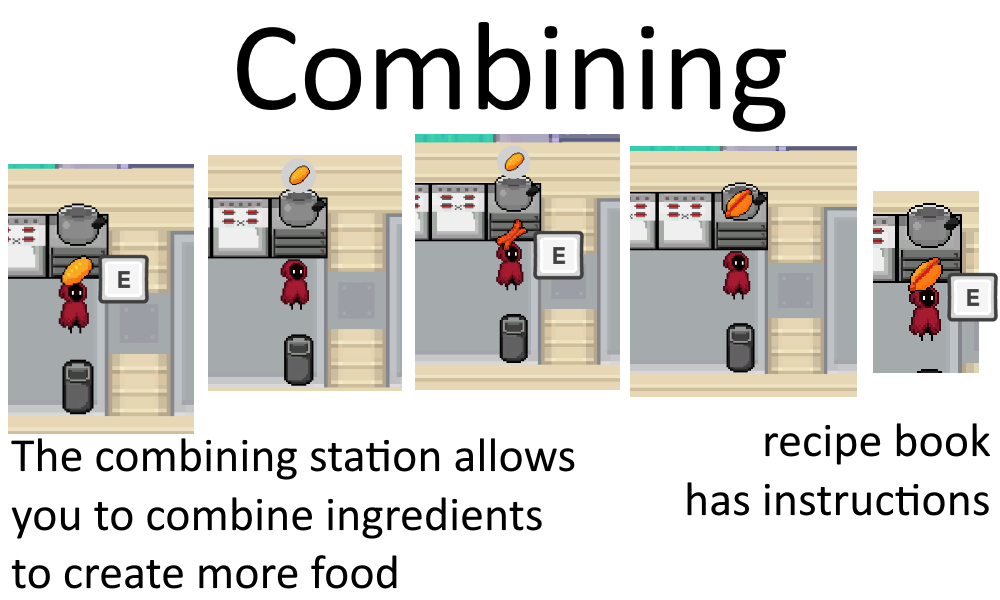 Combining
E
E
E
The combining station allows
you to combine ingredients
to create more food
recipe book
has instructions